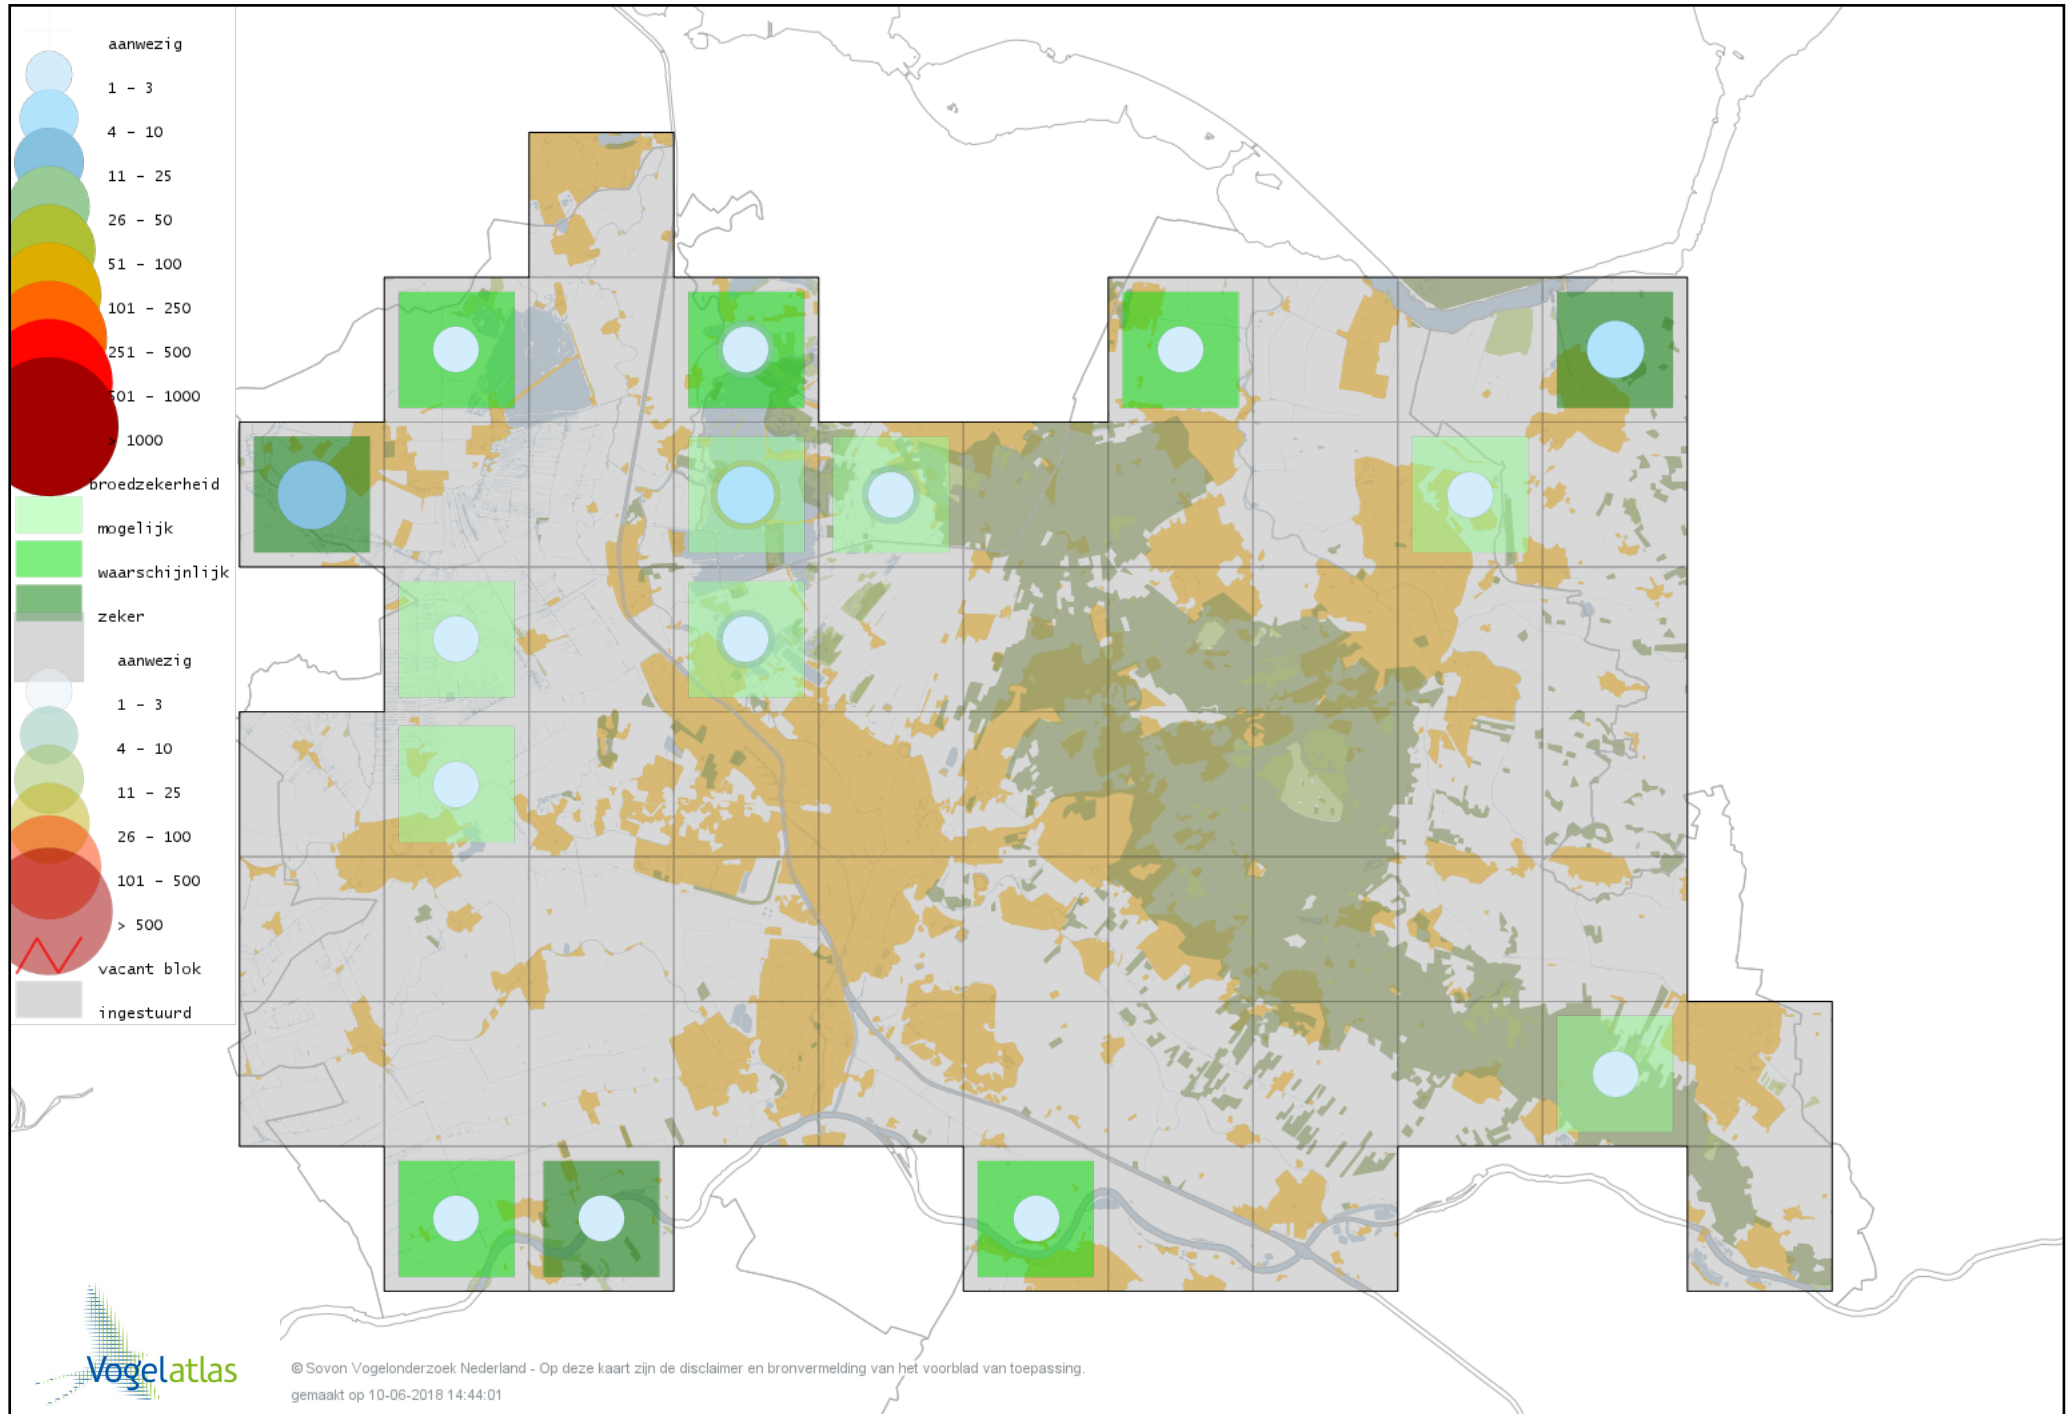 aanwezig
1 - 3
4 - 10
11 - 25
26 - 50
51 - 100
101 - 250
251 - 500
501 - 1000
> 1000
broedzekerheid
mogelijk
waarschijnlijk
zeker
aanwezig
1 - 3
4 - 10
11 - 25
26 - 100
101 - 500
> 500
vacant blok
ingestuurd
Vogelatlas
© Sovon Vogelonderzoek Nederland - Op deze kaart zijn de disclaimer en bronvermelding van het voorblad van toepassing.
gemaakt op 10-06-2018 14:44:01